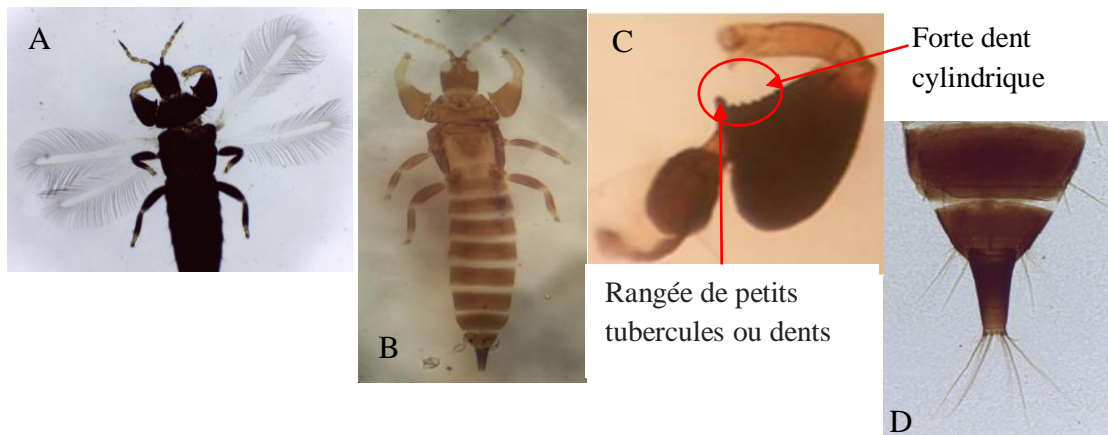 A
B
C
Forte dent
cylindrique
Rangée de petits
tubercules ou dents
D